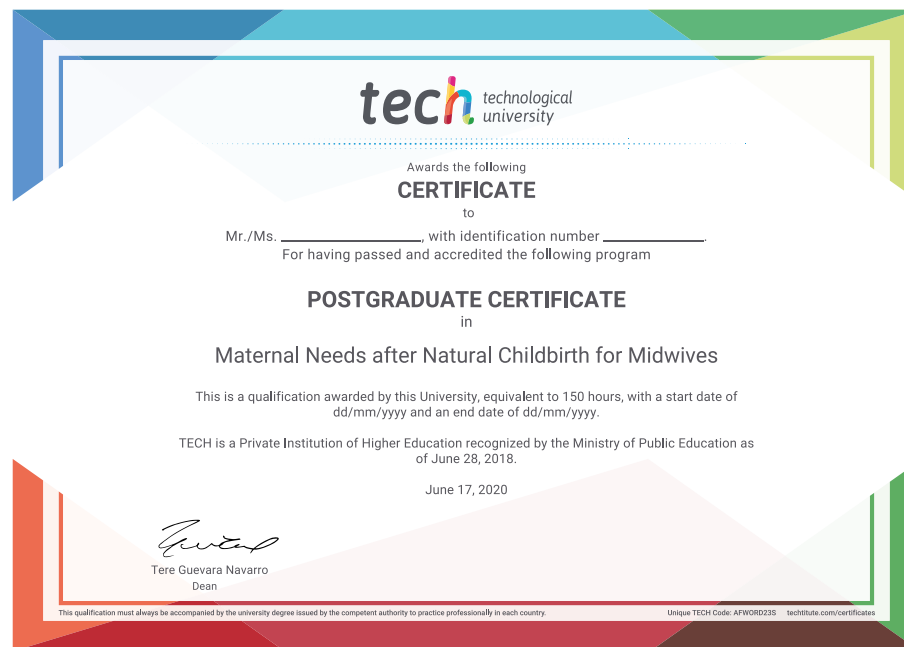 tech technological
university
Awards the following
CERTIFICATE
to
Mr./Ms. ________________, with identification number ____________.
For having passed and accredited the following program
POSTGRADUATE CERTIFICATE
in
Maternal Needs after Natural Childbirth for Midwives
This is a qualification awarded by this University, equivalent to 150 hours, with a start date of
dd/mm/yyyy and an end date of dd/mm/yyyy.
TECH is a Private Institution of Higher Education recognized by the Ministry of Public Education as
of June 28, 2018.
June 17, 2020
Tere Guevara Navarro
Dean
This qualification must always be accompanied by the university degree issued by the competent authority to practice professionally in each country. Unique TECH Code: AFWORD23S techtitute.com/certificates